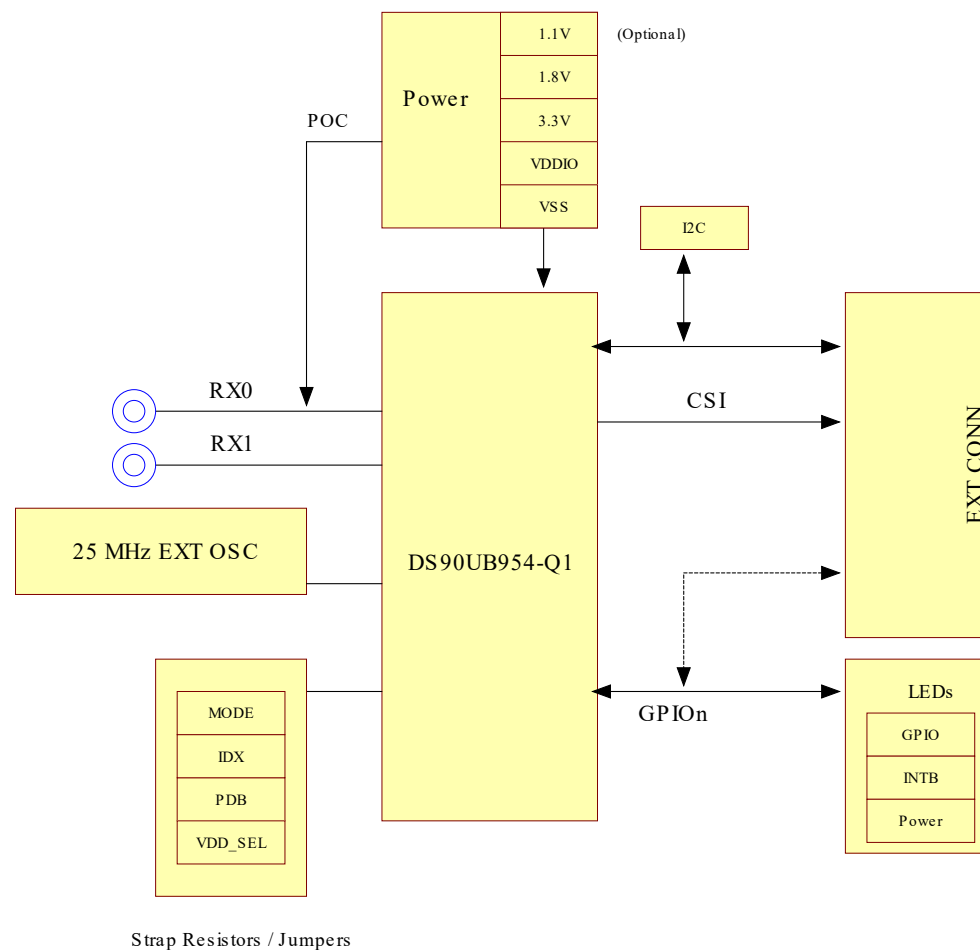 1.1V
(Optional)
1.8V
Power
3.3V
POC
VDDIO
VSS
I2C
RX0
CSI
RX1
EXT CONN
25 MHz EXT OSC
DS90UB954-Q1
LEDs
MODE
GPIOn
GPIO
IDX
INTB
PDB
Power
VDD_SEL
Strap Resistors / Jumpers